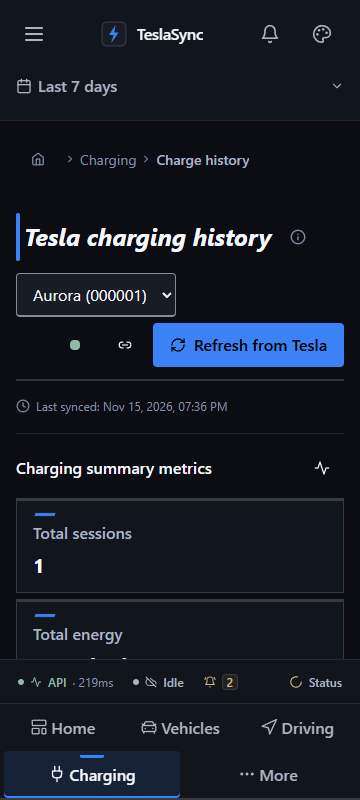 TeslaSync
Last 7 days
Charging
Charge history
Tesla charging history
Aurora (000001)
Refresh from Tesla
Last synced: Nov 15, 2026, 07:36 PM
Charging summary metrics
Total sessions
1
Total energy
API · 219ms
Idle
2
Status
Home
Vehicles
Driving
Charging
More